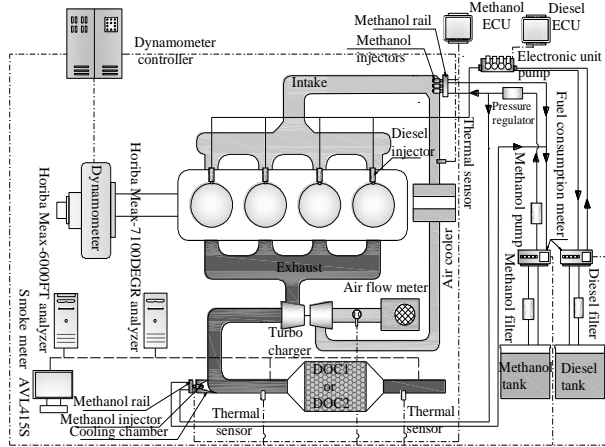 Methanol
ECU
Diesel
ECU
Dynamometer
controller
Methanol rail
Methanol
injectors
Electronic unit
pump
Intake
Pressure
regulator
Diesel
injector
Thermal sensor
Fuel consumption meter
Methanol pump
Dynamometer
Horiba Meax-7100DEGR analyzer
Horiba Meax-6000FT analyzer
Smoke meter AVL415S
Air cooler
Exhaust
Air flow meter
Turbo
charger
Methanol filter
Diesel filter
DOC1
or
DOC2
Methanol
tank
Diesel
tank
Methanol rail
Methanol injector
Cooling chamber
Thermal
sensor
Thermal
sensor